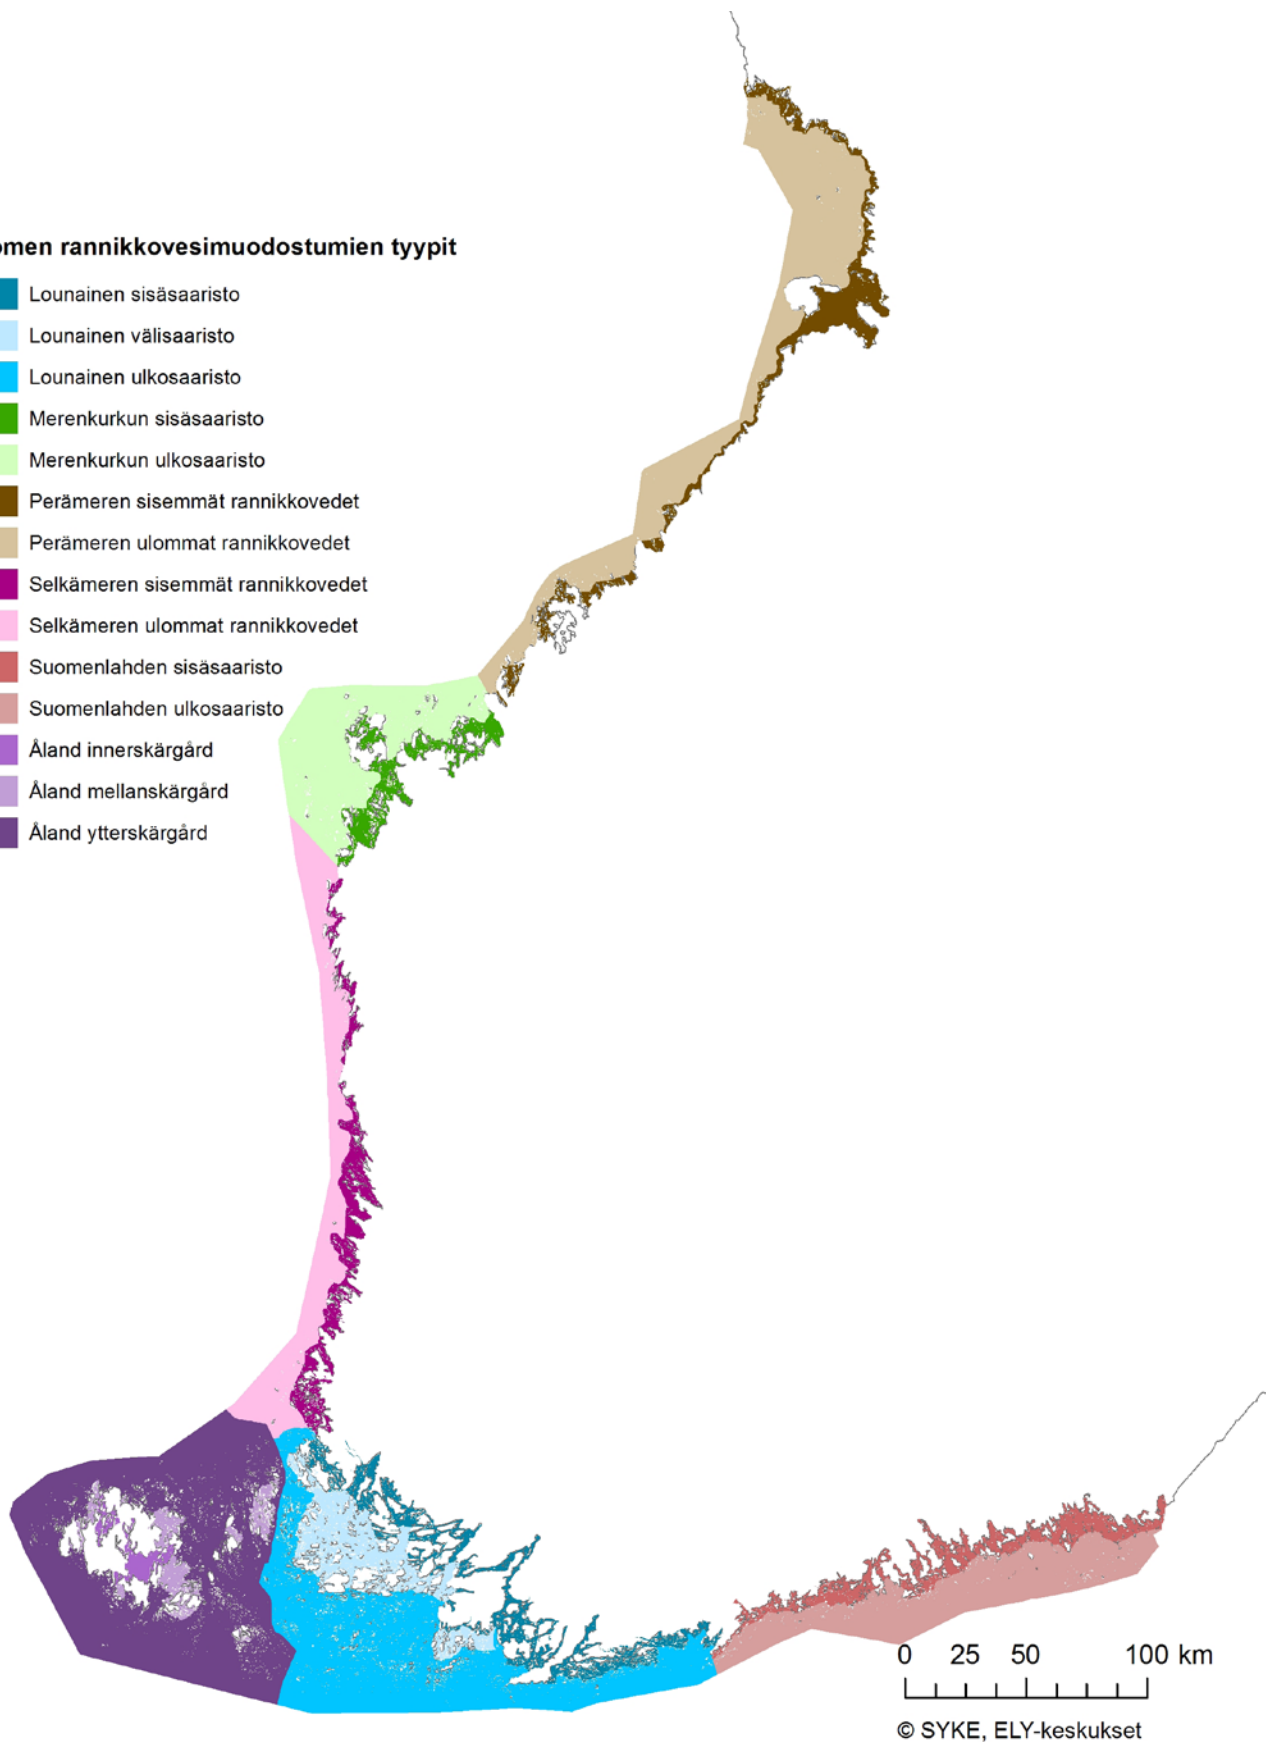 omen rannikkovesimuodostumien tyypit
Lounainen sisäsaaristo
Lounainen välisaaristo
Lounainen ulkosaaristo
Merenkurkun sisäsaaristo
Merenkurkun ulkosaaristo
Perämeren sisemmät rannikkovedet
Perämeren ulommat rannikkovedet
Selkämeren sisemmät rannikkovedet
Selkämeren ulommat rannikkovedet
Suomenlahden sisäsaaristo
Suomenlahden ulkosaaristo
Åland innerskärgård
Åland mellanskärgård
Åland ytterskärgård
0 25 50 100 km
© SYKE, ELY-keskukset